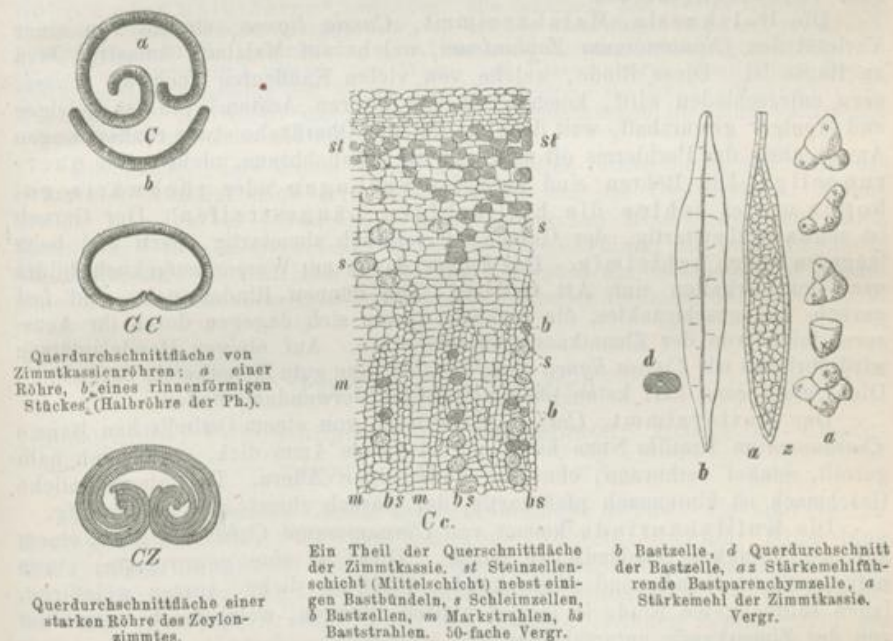 a
C
b
CC
Querdurchschnittfläche von
Zimmtkassienröhren: a einer
Röhre, b eines rinnenförmigen
Stückes (Halbröhre der Ph.).
CZ
Querdurchschnittfläche einer
starken Röhre des Zeylon-
zimmtes.
st st
s
s
b
s
m
b
m bs m bs bs
Cc.
Ein Theil der Querschnittfläche
der Zimmtkassie. st Steinzellen-
schicht (Mittelschicht) nebst eini-
gen Bastbündeln, s Schleimzellen,
b Bastzellen, m Markstrahlen, bs
Baststrahlen. 50-fache Vergr.
d
b a z a
b Bastzelle, d Querdurchschnitt
der Bastzelle, az Stärkemehlfüh-
rende Bastparenchymzelle, a
Stärkemehl der Zimmtkassie.
Vergr.